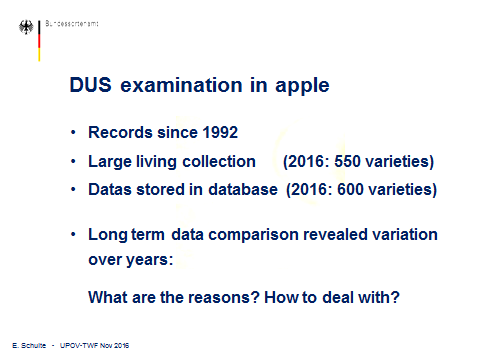 Bundessortenamt
DUS examination in apple
• Records since 1992
• Large living collection (2016: 550 varieties)
• Datas stored in database (2016: 600 varieties)
• Long term data comparison revealed variation
over years:
What are the reasons? How to deal with?
E. Schulte - UPOV-TWF Nov 2016